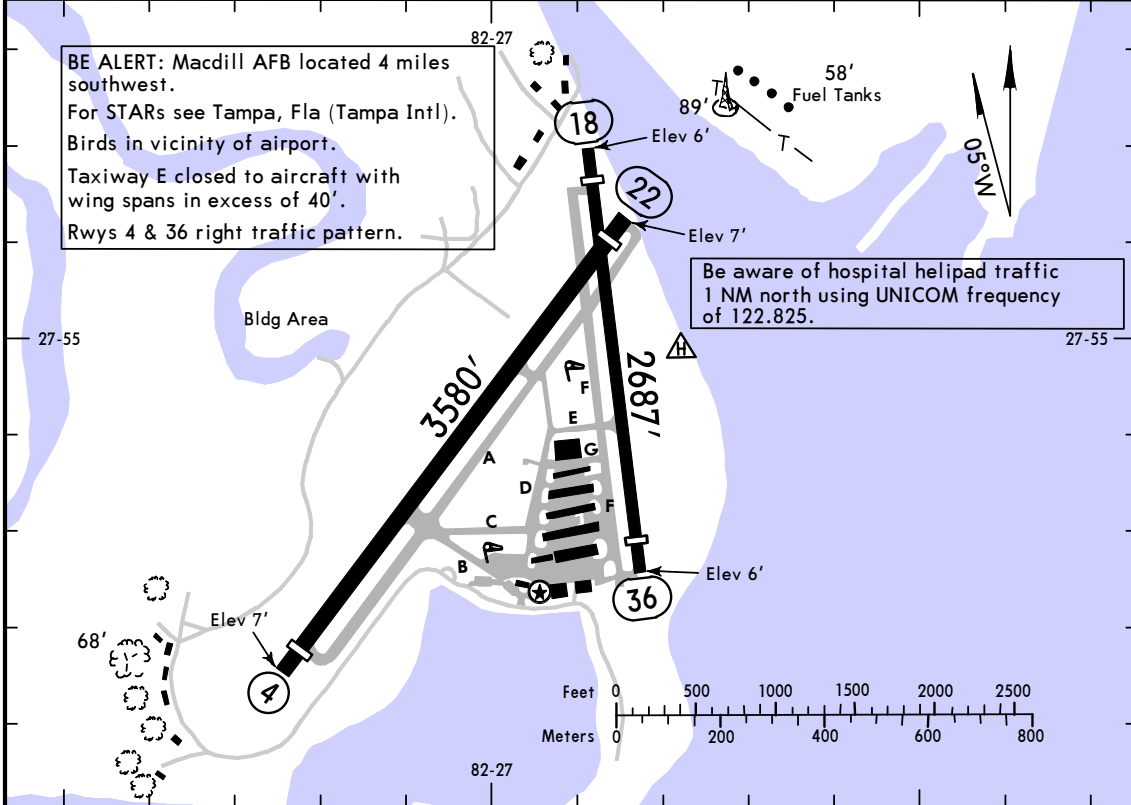 82-27
BE ALERT: Macdill AFB located 4 miles
southwest.
For STARs see Tampa, Fla (Tampa Intl).
Birds in vicinity of airport.
Taxiway E closed to aircraft with
wing spans in excess of 40'.
Rwys 4 & 36 right traffic pattern.
58'
Fuel Tanks
T
89'
T
05°W
18
Elev 6'
22
Elev 7'
Be aware of hospital helipad traffic
1 NM north using UNICOM frequency
of 122.825.
Bldg Area
27-55
27-55
H
3580'
2687'
F
E
G
A
D
F
C
B
Elev 6'
36
Elev 7'
68'
4
Feet 0 500 1000 1500 2000 2500
Meters 0 200 400 600 800
82-27